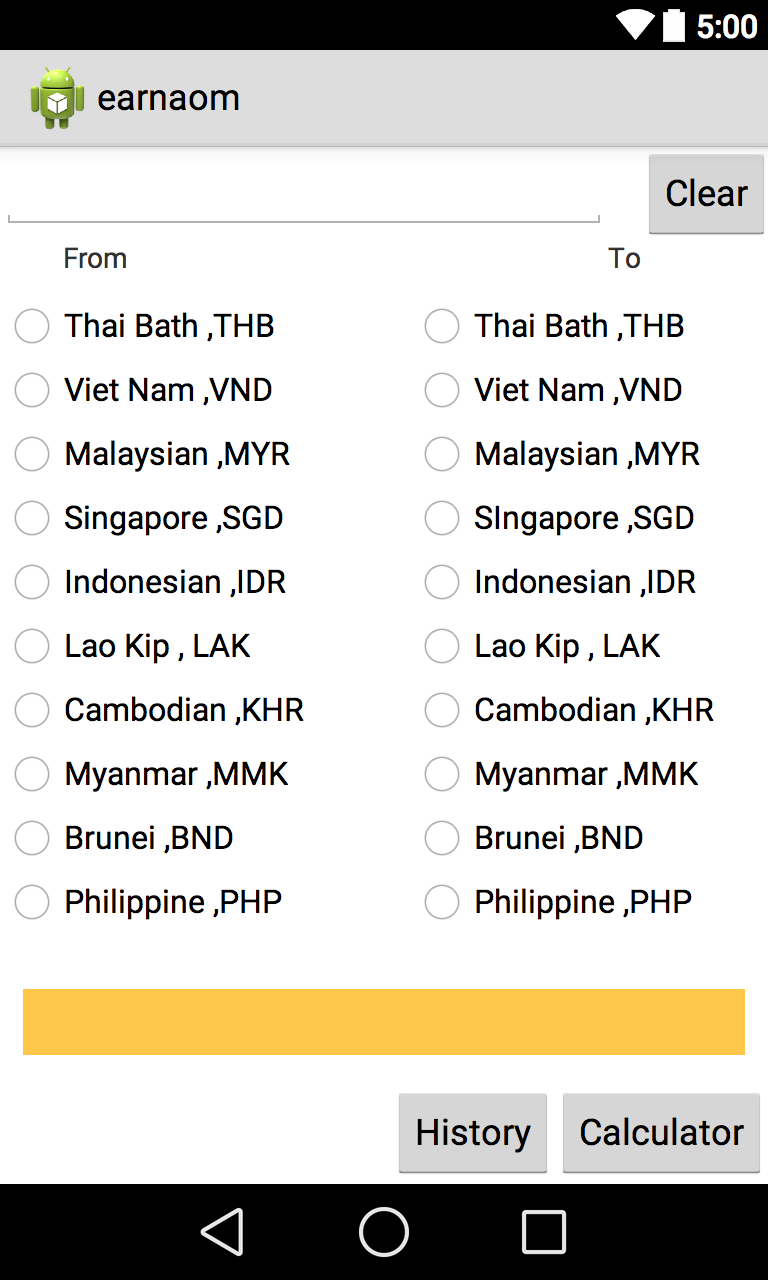 5:00
earnaom
Clear
From To
Thai Bath ,THB Thai Bath ,THB
Viet Nam ,VND Viet Nam ,VND
Malaysian ,MYR Malaysian ,MYR
Singapore ,SGD SIngapore ,SGD
Indonesian ,IDR Indonesian ,IDR
Lao Kip , LAK Lao Kip , LAK
Cambodian ,KHR Cambodian ,KHR
Myanmar ,MMK Myanmar ,MMK
Brunei ,BND Brunei ,BND
Philippine ,PHP Philippine ,PHP
History Calculator